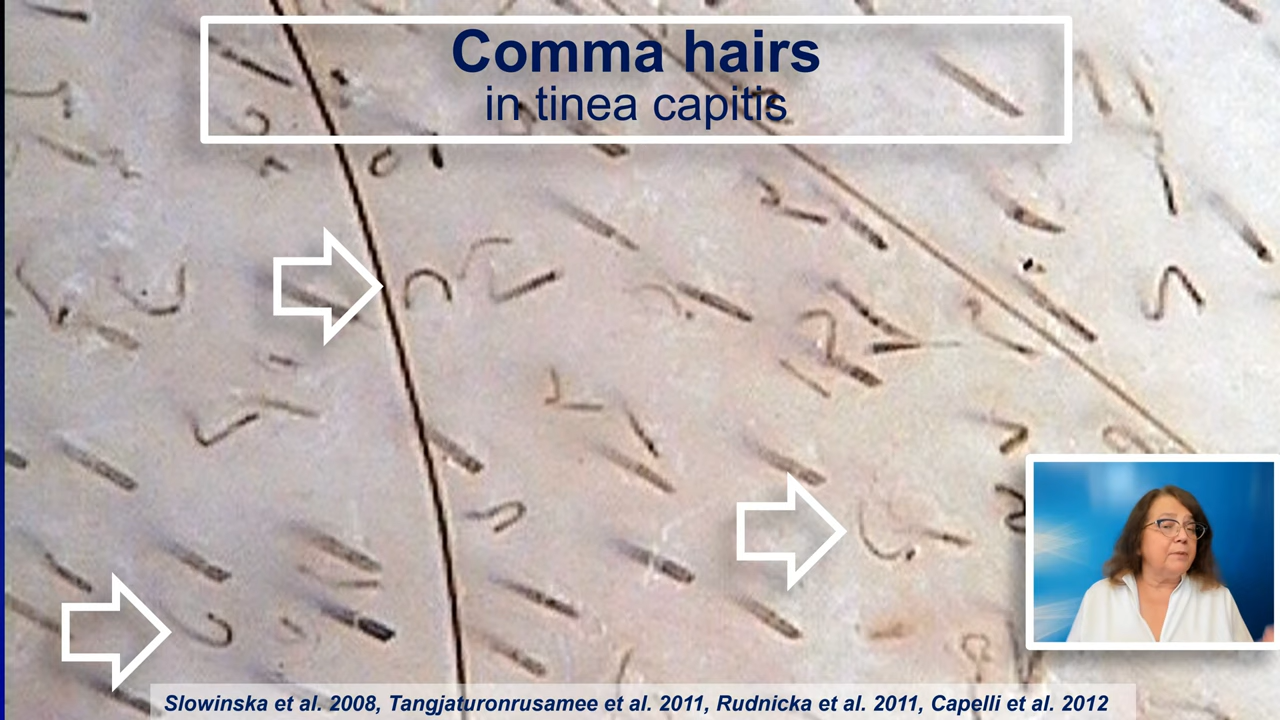 Comma hairs
in tinea capitis
Slowinska et al. 2008, Tangjaturonrusamee et al. 2011, Rudnicka et al. 2011, Capelli et al. 2012